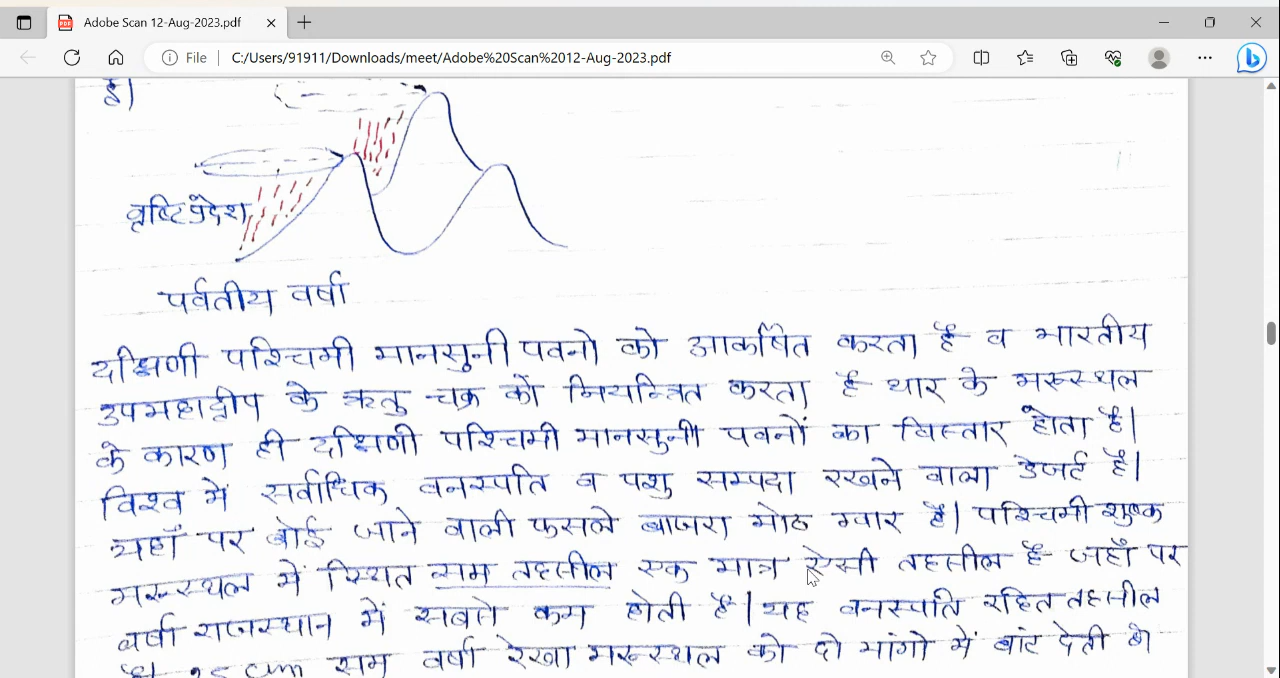 Adobe Scan 12-Aug-2023.pdf
File C:/Users/91911/Downloads/meet/Adobe%20Scan%2012-Aug-2023.pdf
है।
वृष्टि प्रदेश
पर्वतीय वर्षा
दक्षिणी पश्चिमी मानसुनी पवनो को आकर्षित करता है व भारतीय
उपमहाद्वीप के ऋतु चक्र को नियन्त्रित करता है थार के मरूस्थल
के कारण ही दक्षिणी पश्चिमी मानसुनी पवनों का विस्तार होता है।
विश्व में सर्वाधिक वनस्पति व पशु सम्पदा रखने वाला डेजर्ट है।
यहाँ पर बोई जाने वाली फसले बाजरा मोठ ग्वार है। पश्चिमी शुष्क
मरूस्थल में स्थित सम तहसील एक मात्र ऐसी तहसील है जहाँ पर
वर्षा राजस्थान में सबसे कम होती है। यह वनस्पति रहित तहसील
है। 25 cm सम वर्षा रेखा मरूस्थल को दो भांगो में बांट देती